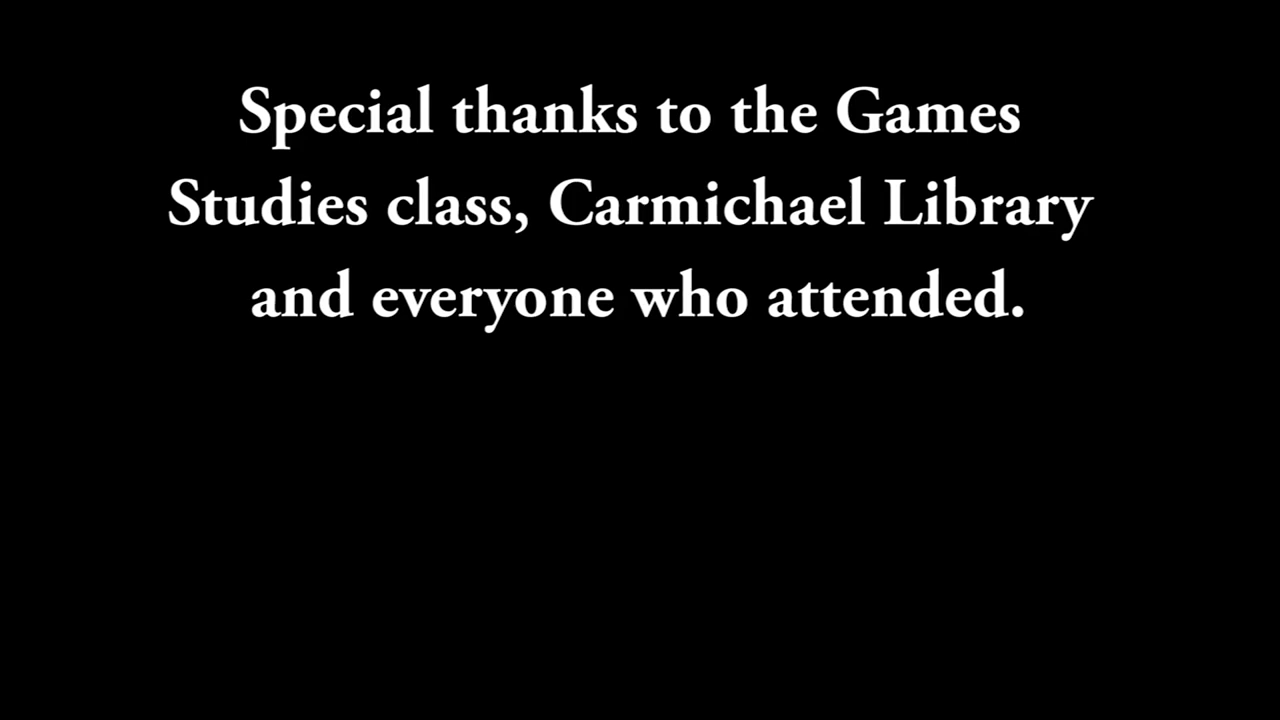 Special thanks to the Games
Studies class, Carmichael Library
and everyone who attended.